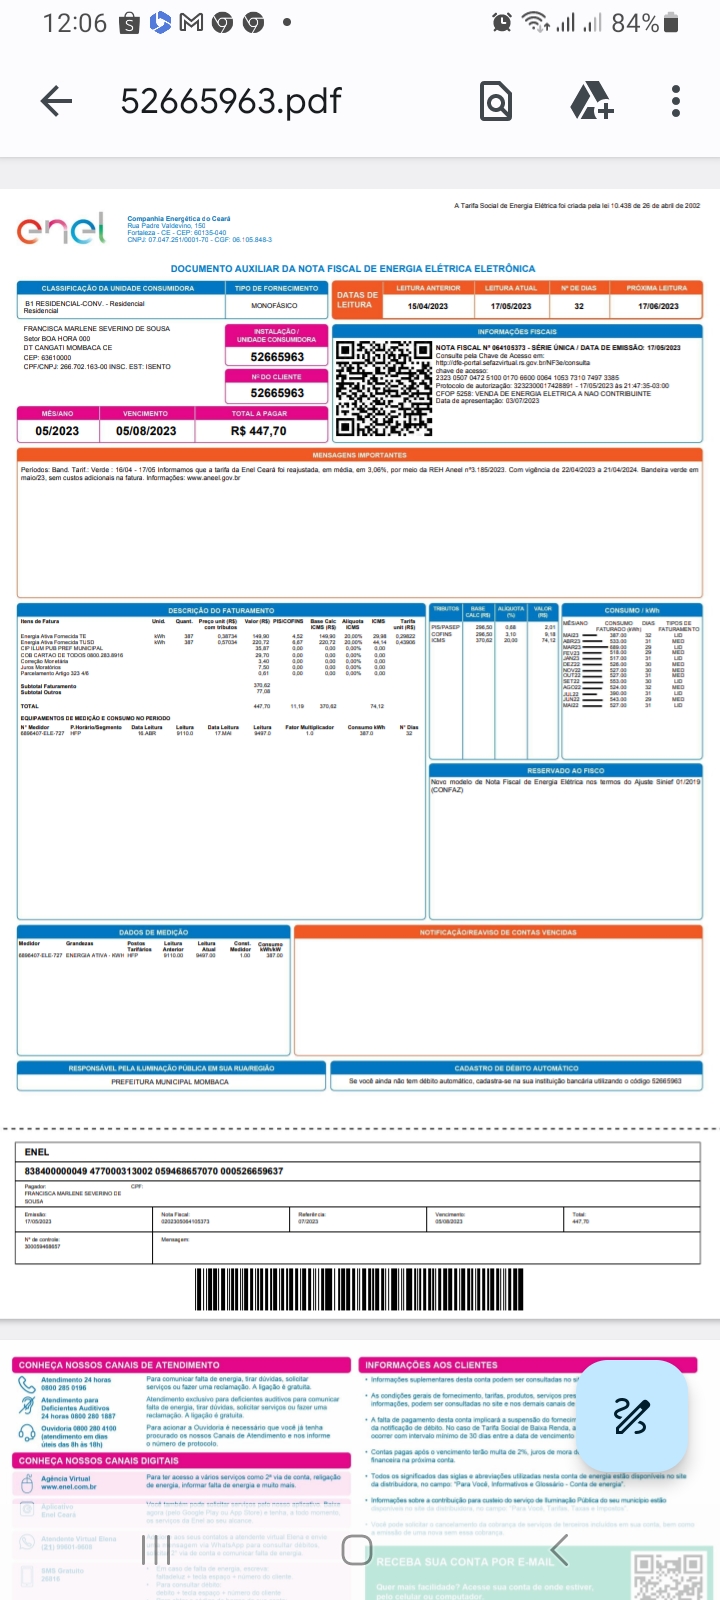 12:06
84%
52665963.pdf
A Tarifa Social de Energia Elétrica foi criada pela lei 10.438 de 26 de abril de 2002
enel
Companhia Energética do Ceará
Rua Padre Valdevino, 150
Fortaleza - CE - CEP: 60135-040
CNPJ: 07.047.251/0001-70 - CGF: 06.105.848-3
DOCUMENTO AUXILIAR DA NOTA FISCAL DE ENERGIA ELÉTRICA ELETRÔNICA
CLASSIFICAÇÃO DA UNIDADE CONSUMIDORA
TIPO DE FORNECIMENTO
B1 RESIDENCIAL-CONV. - Residencial
Residencial
MONOFÁSICO
DATAS DE LEITURA
LEITURA ANTERIOR LEITURA ATUAL Nº DE DIAS PRÓXIMA LEITURA
15/04/2023 17/05/2023 32 17/06/2023
FRANCISCA MARLENE SEVERINO DE SOUSA
Setor BOA HORA 000
DT CANGATI MOMBACA CE
CEP: 63610000
CPF/CNPJ: 266.702.163-00 INSC. EST: ISENTO
INSTALAÇÃO / UNIDADE CONSUMIDORA
52665963
Nº DO CLIENTE
52665963
MÊS/ANO VENCIMENTO TOTAL A PAGAR
05/2023 05/08/2023 R$ 447,70
INFORMAÇÕES FISCAIS
NOTA FISCAL Nº 064105373 - SÉRIE ÚNICA / DATA DE EMISSÃO: 17/05/2023
Consulte pela Chave de Acesso em:
http://dfe-portal.sefazvirtual.rs.gov.br/NF3e/consulta
chave de acesso:
2323 0507 0472 5100 0170 6600 0064 1053 7310 7497 3385
Protocolo de autorização: 3232300017428891 - 17/05/2023 às 21:47:35-03:00
CFOP 5258: VENDA DE ENERGIA ELETRICA A NAO CONTRIBUINTE
Data de apresentação: 03/07/2023
MENSAGENS IMPORTANTES
Períodos: Band. Tarif.: Verde : 16/04 - 17/05 Informamos que a tarifa da Enel Ceará foi reajustada, em média, em 3,06%, por meio da REH Aneel nº3.185/2023. Com vigência de 22/04/2023 a 21/04/2024. Bandeira verde em
maio/23, sem custos adicionais na fatura. Informações: www.aneel.gov.br
DESCRIÇÃO DO FATURAMENTO
Itens de Fatura Unid. Quant. Preço unit (R$) com tributos Valor (R$) PIS/COFINS Base Calc ICMS (R$) Alíquota ICMS ICMS Tarifa unit (R$)
Energia Ativa Fornecida TE kWh 387 0,38734 149,90 4,52 149,90 20,00% 29,98 0,29822
Energia Ativa Fornecida TUSD kWh 387 0,57034 220,72 6,67 220,72 20,00% 44,14 0,43908
CIP ILUM PUB PREF MUNICIPAL 35,87 0,00 0,00 0,00% 0,00
COB CARTAO DE TODOS 0800 283.8916 29,70 0,00 0,00 0,00% 0,00
Correção Monetária 3,40 0,00 0,00 0,00% 0,00
Juros Moratórios 7,50 0,00 0,00 0,00% 0,00
Parcelamento Artigo 323 4/6 0,61 0,00 0,00 0,00% 0,00
Subtotal Faturamento 370,62
Subtotal Outros 77,08
TOTAL 447,70 11,19 370,62 74,12
EQUIPAMENTOS DE MEDIÇÃO E CONSUMO NO PERÍODO
N° Medidor P.Horário/Segmento Data Leitura Leitura Data Leitura Leitura Fator Multiplicador Consumo kWh N° Dias
6896407-ELE-727 HFP 16.ABR 9110.0 17.MAI 9497.0 1.0 387.0 32
TRIBUTOS BASE CALC (R$) ALÍQUOTA (%) VALOR (R$)
PIS/PASEP 296,50 0,68 2,01
COFINS 296,50 3,10 9,18
ICMS 370,62 20,00 74,12
CONSUMO / kWh
MÊS/ANO CONSUMO FATURADO (kWh) DIAS TIPOS DE FATURAMENTO
MAI23 387.00 32 LID
ABR23 533.00 31 MED
MAR23 689.00 29 LID
FEV23 518.00 29 MED
JAN23 517.00 31 LID
DEZ22 526.00 30 MED
NOV22 527.00 30 MED
OUT22 527.00 31 MED
SET22 553.00 30 LID
AGO22 524.00 32 MED
JUL22 390.00 31 LID
JUN22 543.00 29 MED
MAI22 527.00 31 LID
RESERVADO AO FISCO
Novo modelo de Nota Fiscal de Energia Elétrica nos termos do Ajuste Sinief 01/2019
(CONFAZ)
DADOS DE MEDIÇÃO
Medidor Grandezas Postos Tarifários Leitura Anterior Leitura Atual Const. Medidor Consumo kWh/kW
6896407-ELE-727 ENERGIA ATIVA - KWH HFP 9110.00 9497.00 1.00 387.00
NOTIFICAÇÃO/REAVISO DE CONTAS VENCIDAS
RESPONSÁVEL PELA ILUMINAÇÃO PÚBLICA EM SUA RUA/REGIÃO
PREFEITURA MUNICIPAL MOMBACA
CADASTRO DE DÉBITO AUTOMÁTICO
Se você ainda não tem débito automático, cadastra-se na sua instituição bancária utilizando o código 52665963
ENEL
838400000049 477000313002 059468657070 000526659637
Pagador: CPF:
FRANCISCA MARLENE SEVERINO DE
SOUSA
Emissão: Nota Fiscal: Referência: Vencimento: Total:
17/05/2023 0202305064105373 07/2023 05/08/2023 447,70
Nº de controle: Mensagem:
300059468657
CONHEÇA NOSSOS CANAIS DE ATENDIMENTO
Atendimento 24 horas
0800 285 0196
Para comunicar falta de energia, tirar dúvidas, solicitar
serviços ou fazer uma reclamação. A ligação é gratuita.
Atendimento para
Deficientes Auditivos
24 horas 0800 280 1887
Atendimento exclusivo para deficientes auditivos para comunicar
falta de energia, tirar dúvidas, solicitar serviços ou fazer uma
reclamação. A ligação é gratuita.
Ouvidoria 0800 280 4100
(atendimento em dias
úteis das 8h às 18h)
Para acionar a Ouvidoria é necessário que você já tenha
procurado os nossos Canais de Atendimento e nos informe
o número de protocolo.
CONHEÇA NOSSOS CANAIS DIGITAIS
Agência Virtual
www.enel.com.br
Para ter acesso a vários serviços como 2ª via de conta, religação
de energia, informar falta de energia e muito mais.
Aplicativo
Enel Ceará
Você também pode solicitar serviços pelo nosso aplicativo. Baixe
agora (pelo Google Play ou App Store) e tenha, a todo momento,
os serviços da Enel ao seu alcance.
Atendente Virtual Elena
(21) 99601-9608
SMS Gratuito
INFORMAÇÕES AOS CLIENTES
• Informações suplementares desta conta podem ser consultadas no
• As condições gerais de fornecimento, tarifas, produtos, serviços
informações, podem ser consultadas no site e nos demais canais de
• A falta de pagamento desta conta implicará a suspensão do
da notificação de débito. No caso de Tarifa Social de Baixa Renda, a
ocorrer com intervalo mínimo de 30 dias entre a data de
• Contas pagas após o vencimento terão multa de 2%, juros de mora
financeira na próxima conta.
• Todos os significados das siglas e abreviações utilizadas nesta conta de energia estão disponíveis no site
da distribuidora, no campo: "Para Você, Informativos e Glossário - Conta de energia".
• Informações sobre a contribuição para custeio do serviço de Iluminação Pública do seu município estão
disponíveis no site da distribuidora, no campo: "Para Você, Tarifas, Taxas e Impostos".
• Você pode solicitar o cancelamento da cobrança de serviços de terceiros incluídos em sua conta, bem como
a emissão de uma nova sem essa cobrança.
RECEBA SUA CONTA POR E-MAIL
Quer mais facilidade? Acesse sua conta de onde estiver,
pelo celular ou computador.